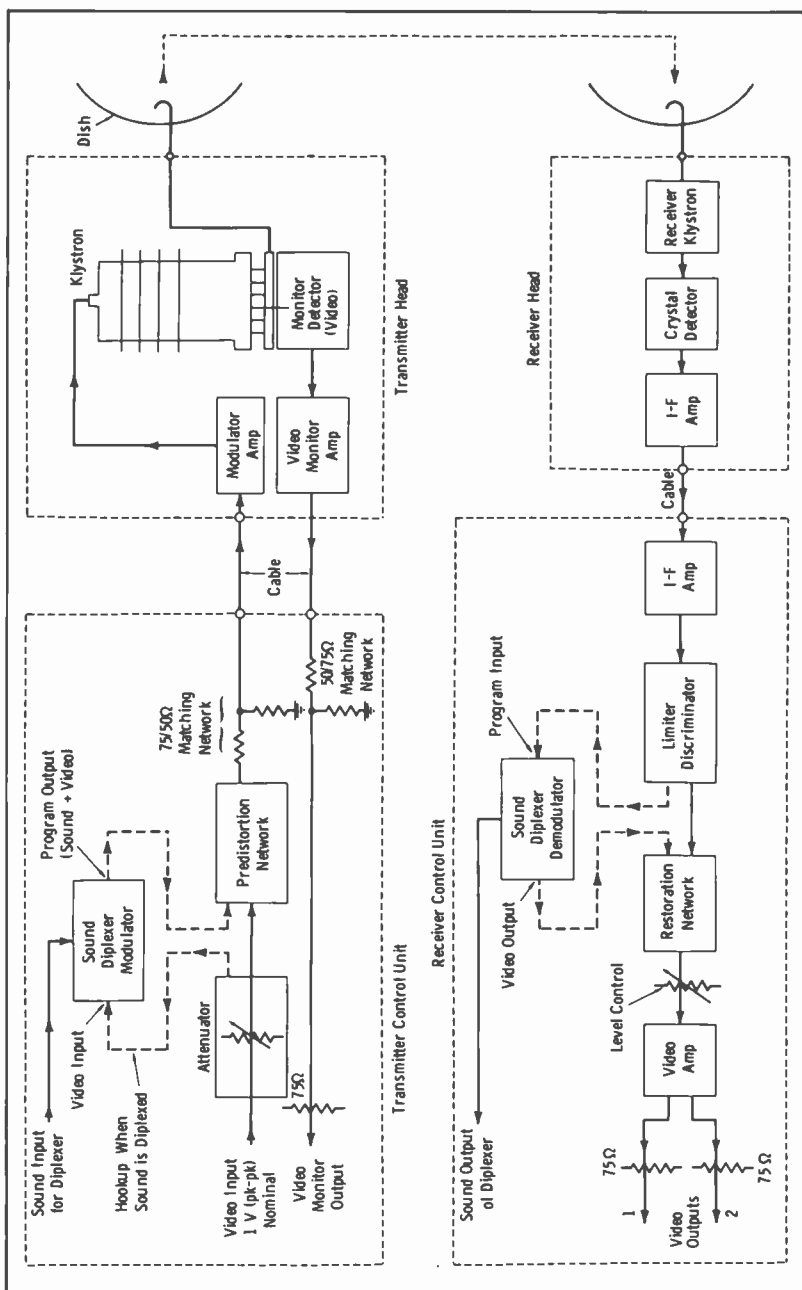 Sound Input
for Diplexer
Video Input
Hookup When
Sound is Diplexed
Sound
Diplexer
Modulator
Program Output
(Sound + Video)
Video Input
1 V (pk-pk)
Nominal
Attenuator
Predistortion
Network
75/50Ω
Matching
Network
50/75Ω
Matching
Network
75Ω
Video
Monitor
Output
Transmitter Control Unit
Cable
Modulator
Amp
Klystron
Monitor
Detector
(Video)
Video
Monitor
Amp
Transmitter Head
Dish
Receiver Head
Receiver
Klystron
Crystal
Detector
I-F
Amp
Cable
Receiver Control Unit
I-F
Amp
Limiter
Discriminator
Program Input
Sound
Diplexer
Demodulator
Video Output
Sound Output
of Diplexer
Restoration
Network
Level Control
Video
Amp
75Ω
75Ω
1
2
Video
Outputs